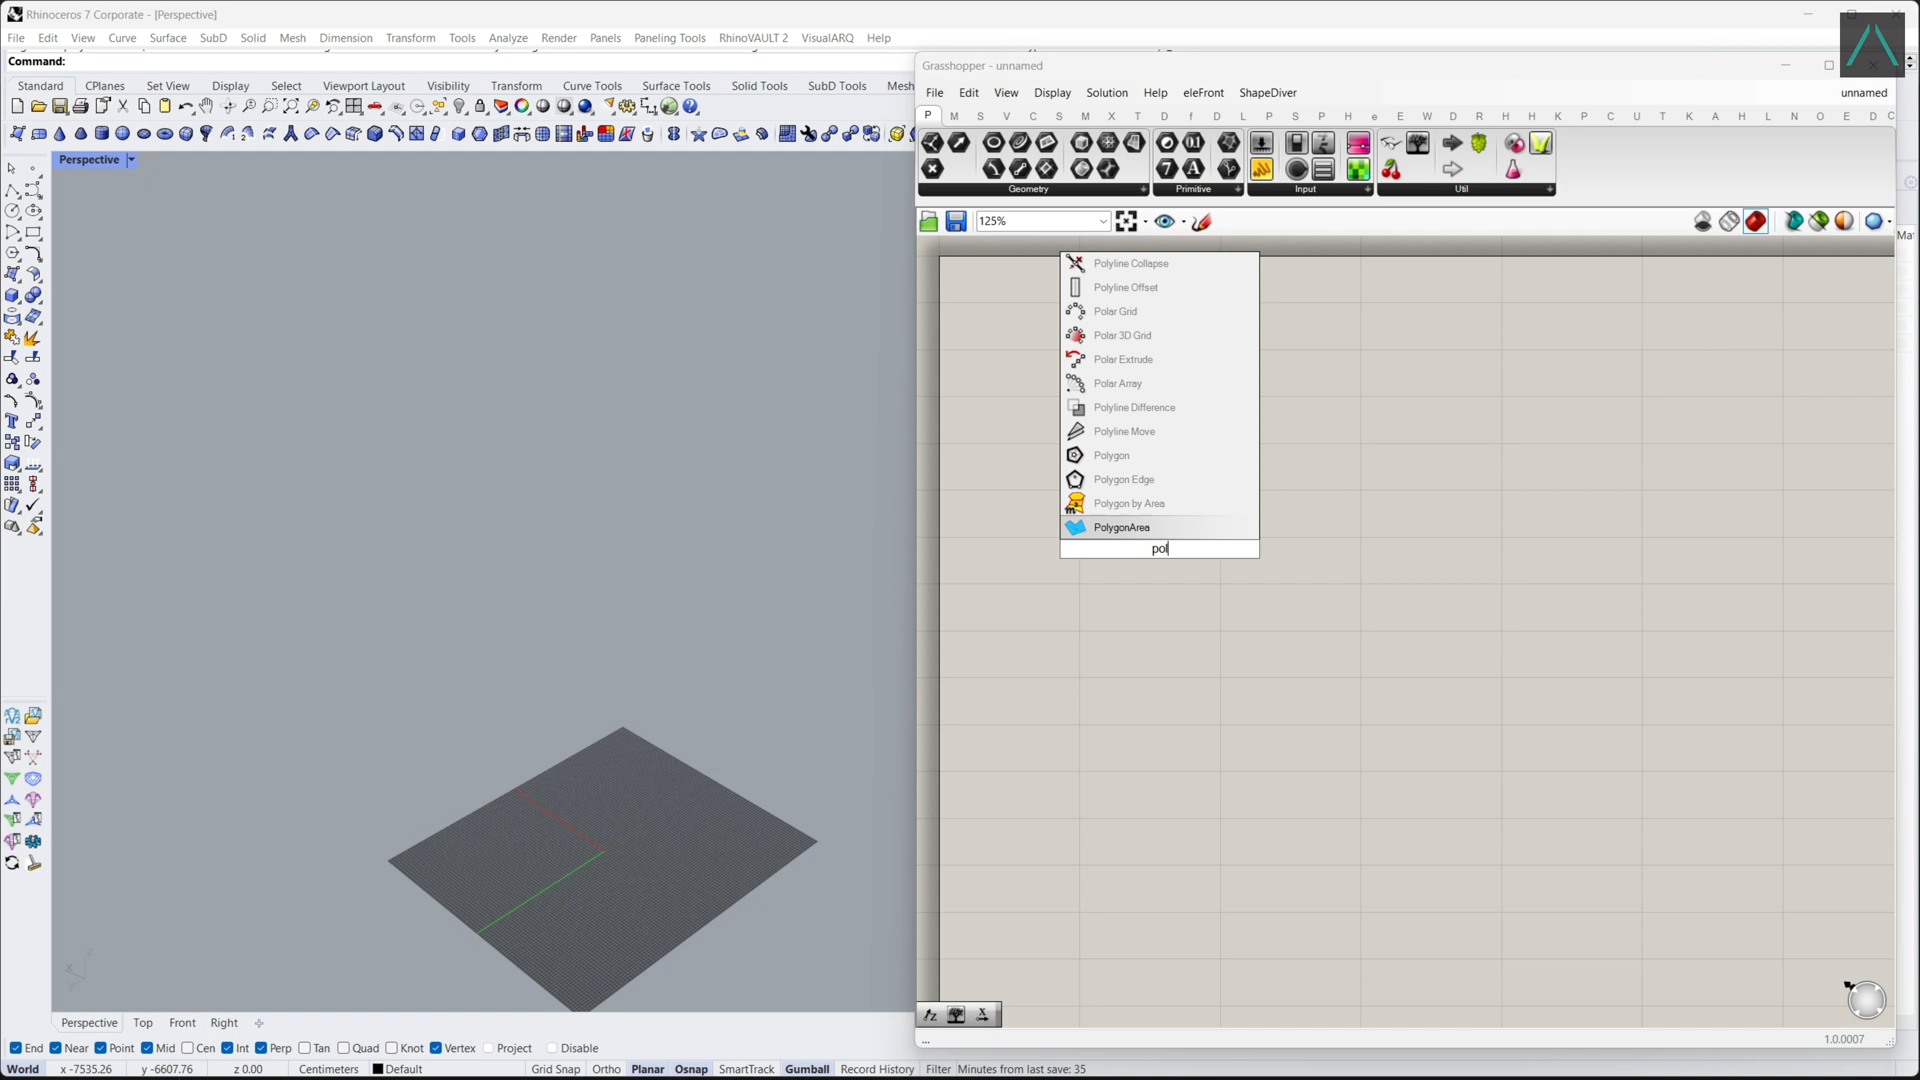 Rhinoceros 7 Corporate - [Perspective]
File Edit View Curve Surface SubD Solid Mesh Dimension Transform Tools Analyze Render Panels Paneling Tools RhinoVAULT 2 VisualARQ Help
Command:
Standard CPlanes Set View Display Select Viewport Layout Visibility Transform Curve Tools Surface Tools Solid Tools SubD Tools Mesh
Perspective
Grasshopper - unnamed
File Edit View Display Solution Help eleFront ShapeDiver
unnamed
P M S V C S M X T D f D L P S P H e E W D R H H K P C U T K A H L N O E D C
Geometry Primitive Input Util
125%
Ma
Polyline Collapse
Polyline Offset
Polar Grid
Polar 3D Grid
Polar Extrude
Polar Array
Polyline Difference
Polyline Move
Polygon
Polygon Edge
Polygon by Area
PolygonArea
pol
...
1.0.0007
Perspective Top Front Right
End Near Point Mid Cen Int Perp Tan Quad Knot Vertex Project Disable
World x -7535.26 y -6607.76 z 0.00 Centimeters Default Grid Snap Ortho Planar Osnap SmartTrack Gumball Record History Filter Minutes from last save: 35